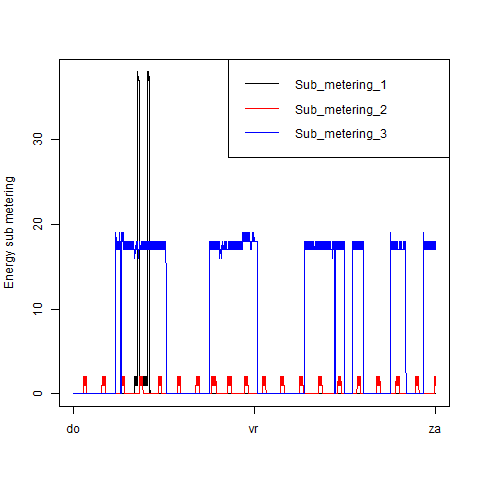 Sub_metering_1
Sub_metering_2
Sub_metering_3
Energy sub metering
30
20
10
0
do
vr
za